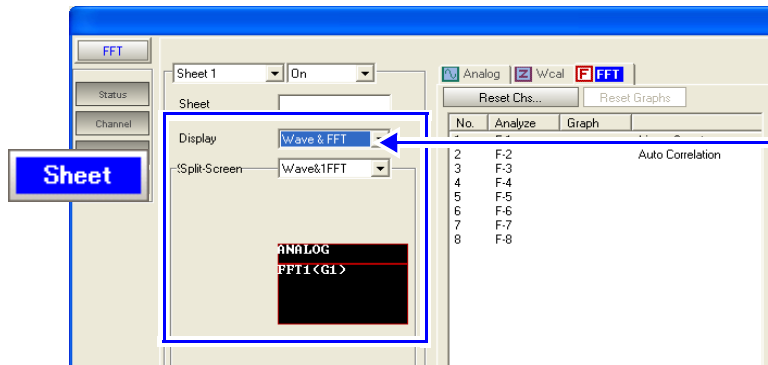 FFT
Sheet 1 On
Analog Wcal F FFT
Status
Sheet
Reset Chs... Reset Graphs
Channel
No. Analyze Graph
Display Wave & FFT
2 F-2 Auto Correlation
Sheet
Split-Screen Wave&1FFT
3 F-3
4 F-4
5 F-5
6 F-6
7 F-7
8 F-8
ANALOG
FFT1<G1>